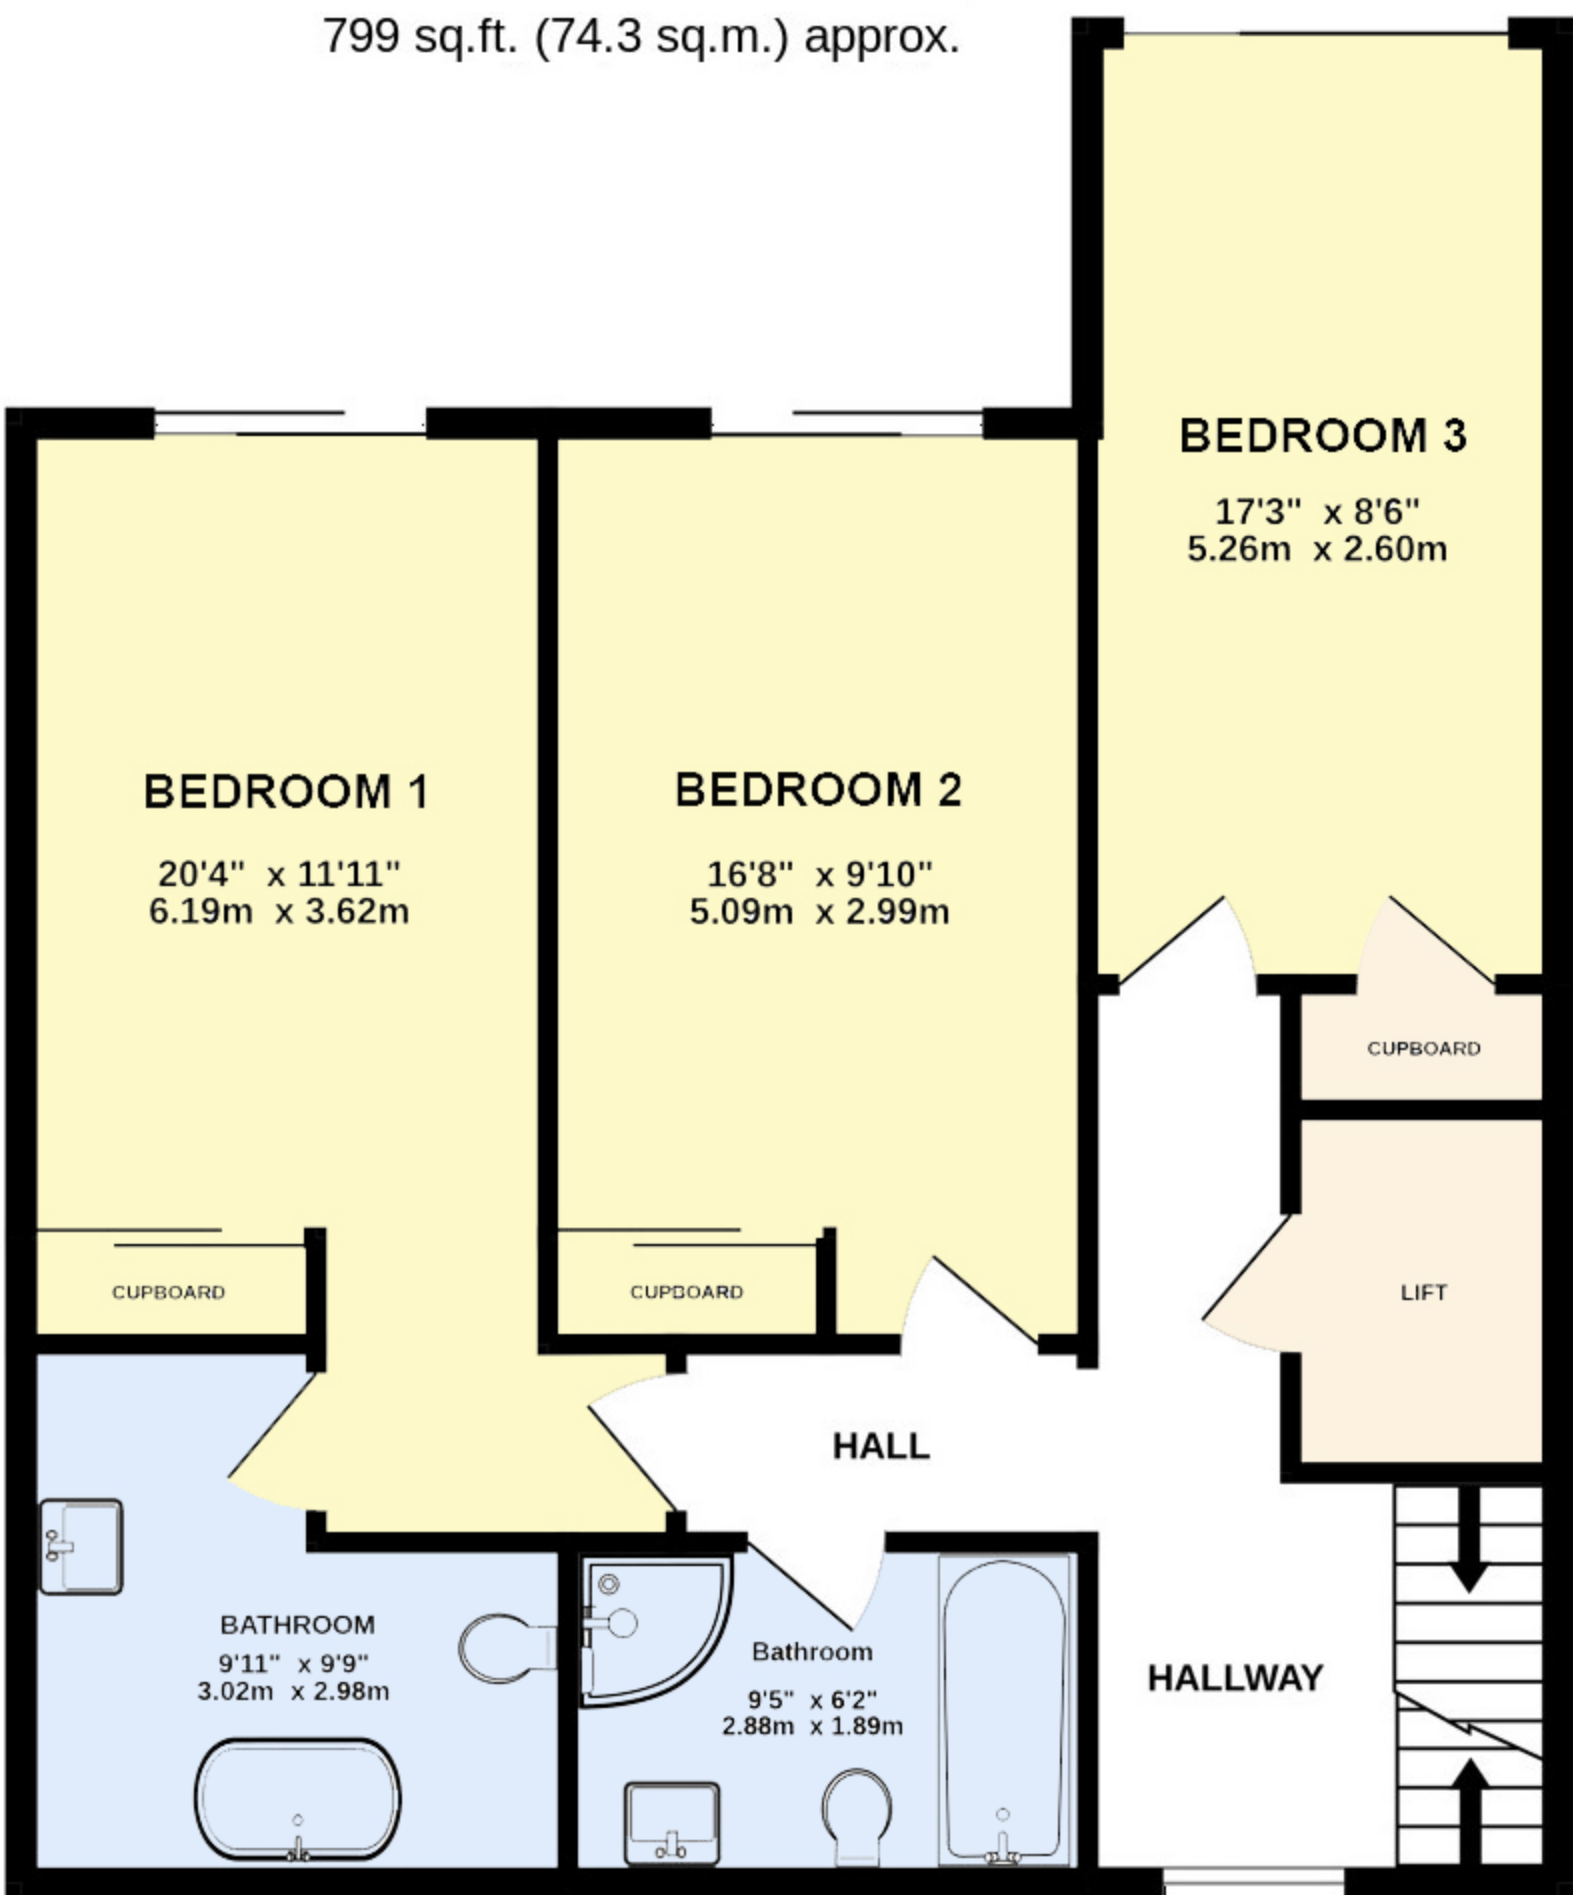 799 sq.ft. (74.3 sq.m.) approx.
BEDROOM 3
17'3" x 8'6"
5.26m x 2.60m
BEDROOM 1
20'4" x 11'11"
6.19m x 3.62m
BEDROOM 2
16'8" x 9'10"
5.09m x 2.99m
CUPBOARD
CUPBOARD
CUPBOARD
LIFT
HALL
BATHROOM
9'11" x 9'9"
3.02m x 2.98m
Bathroom
9'5" x 6'2"
2.88m x 1.89m
HALLWAY